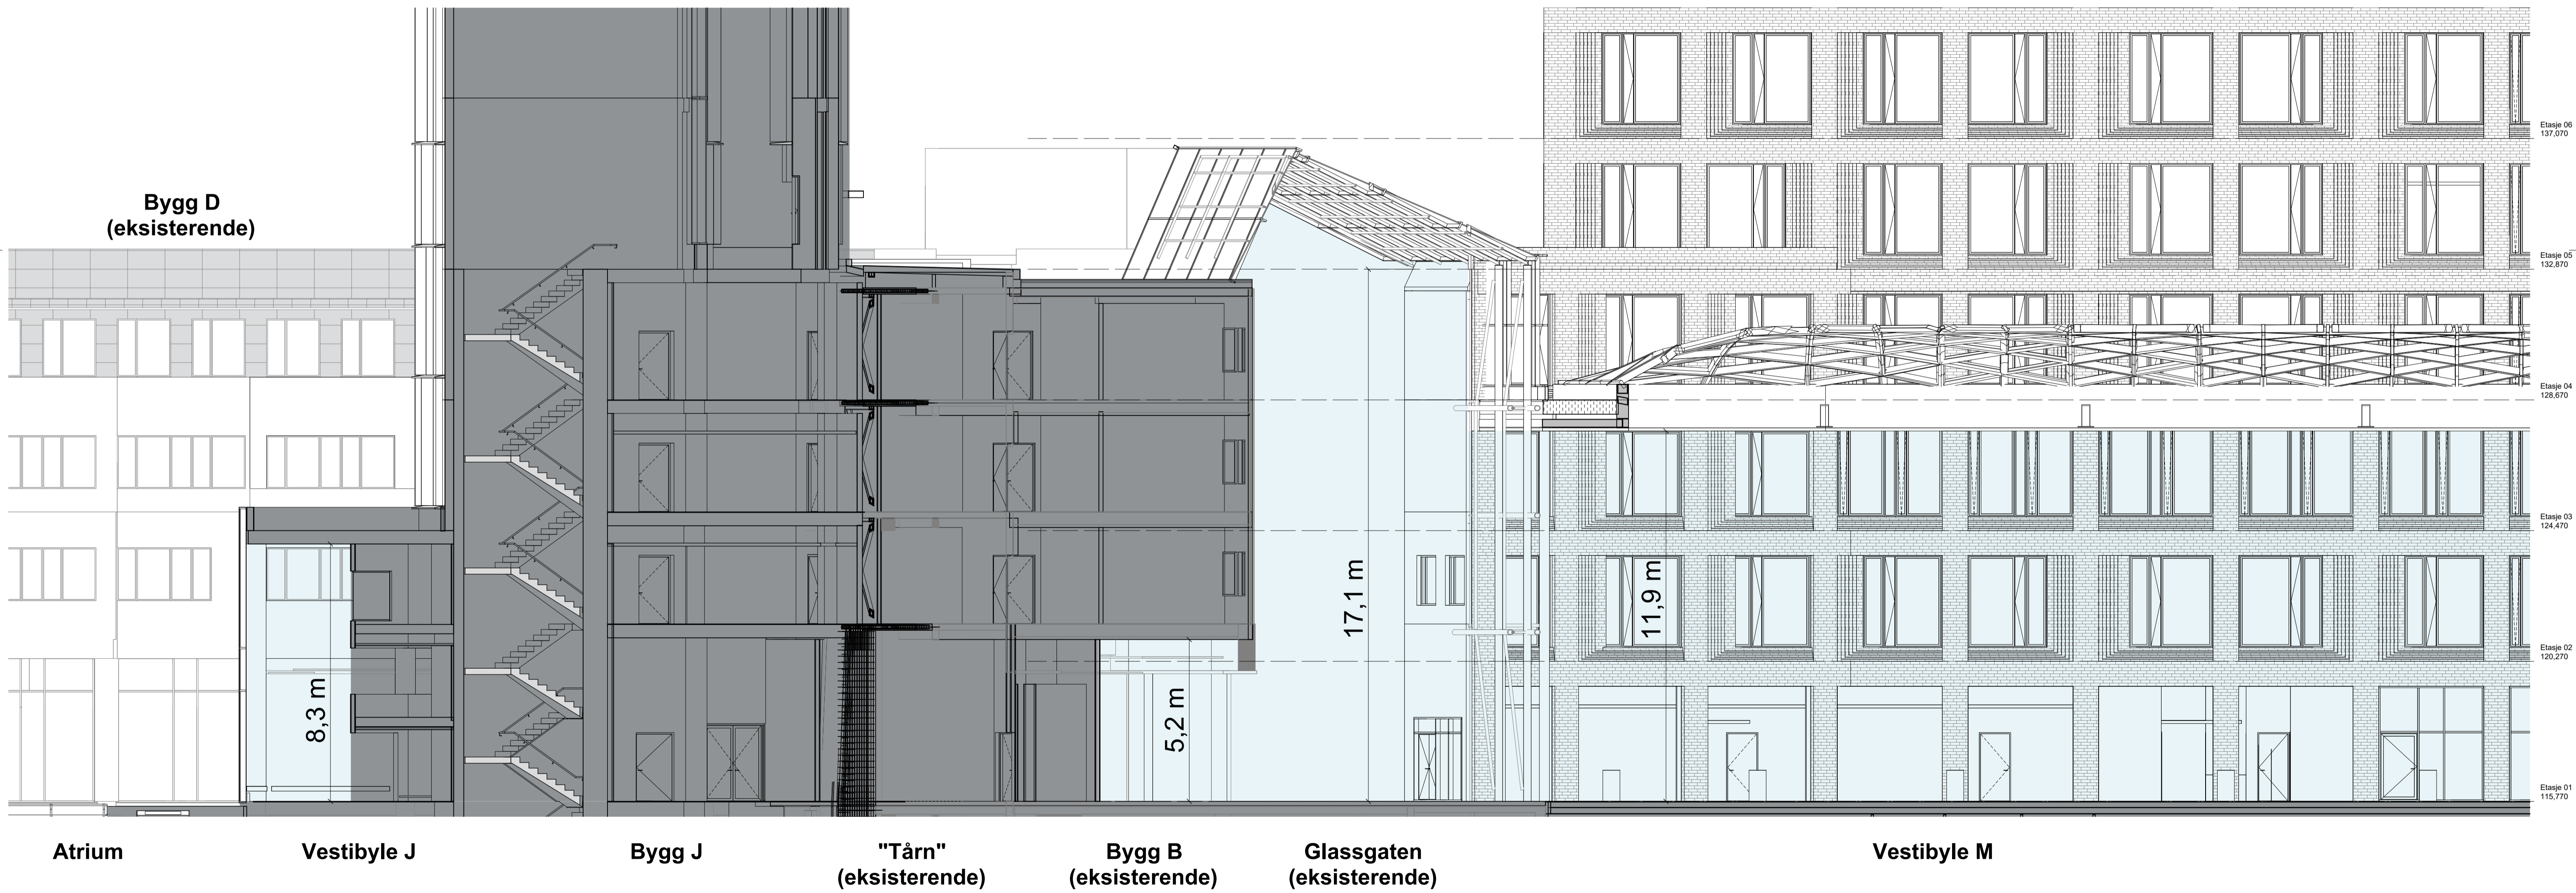 Bygg D
(eksisterende)
Etasje 06
137,070
Etasje 05
132,870
Etasje 04
128,670
Etasje 03
124,470
Etasje 02
120,270
Etasje 01
115,770
8,3 m
5,2 m
17,1 m
11,9 m
Atrium
Vestibyle J
Bygg J
"Tårn"
(eksisterende)
Bygg B
(eksisterende)
Glassgaten
(eksisterende)
Vestibyle M